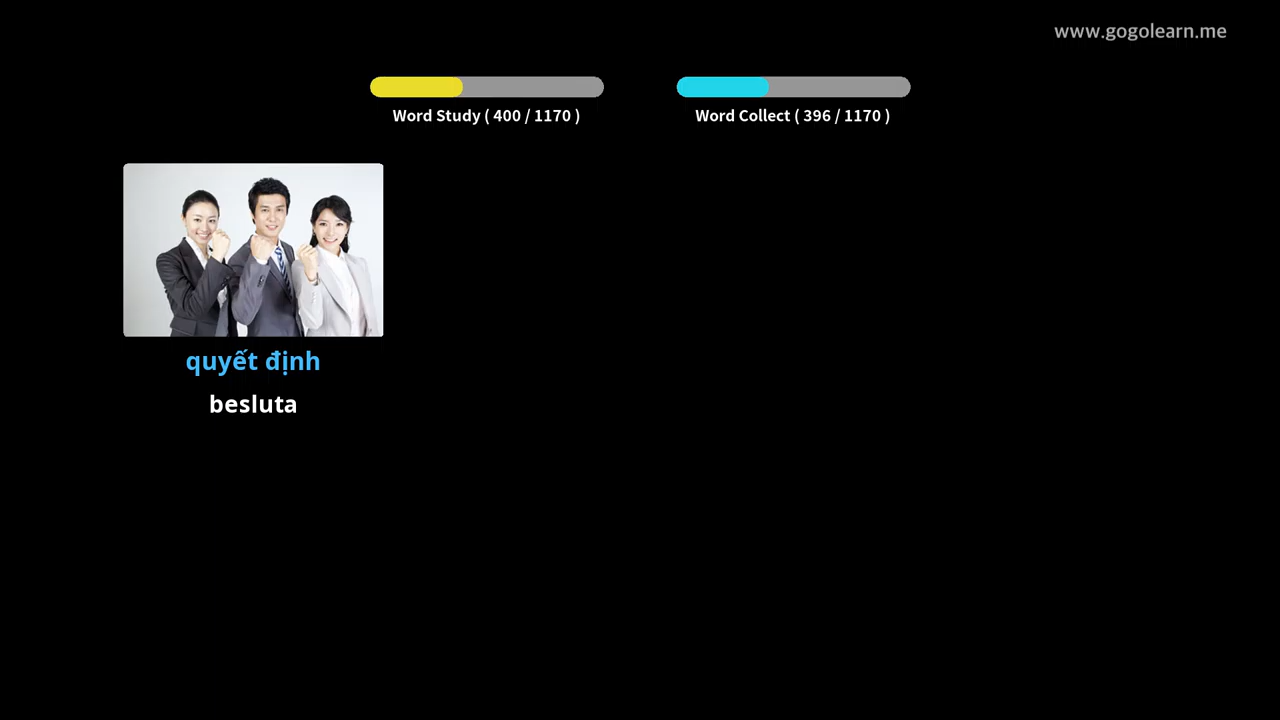 www.gogolearn.me
Word Study ( 400 / 1170 )
Word Collect ( 396 / 1170 )
quyết định
besluta